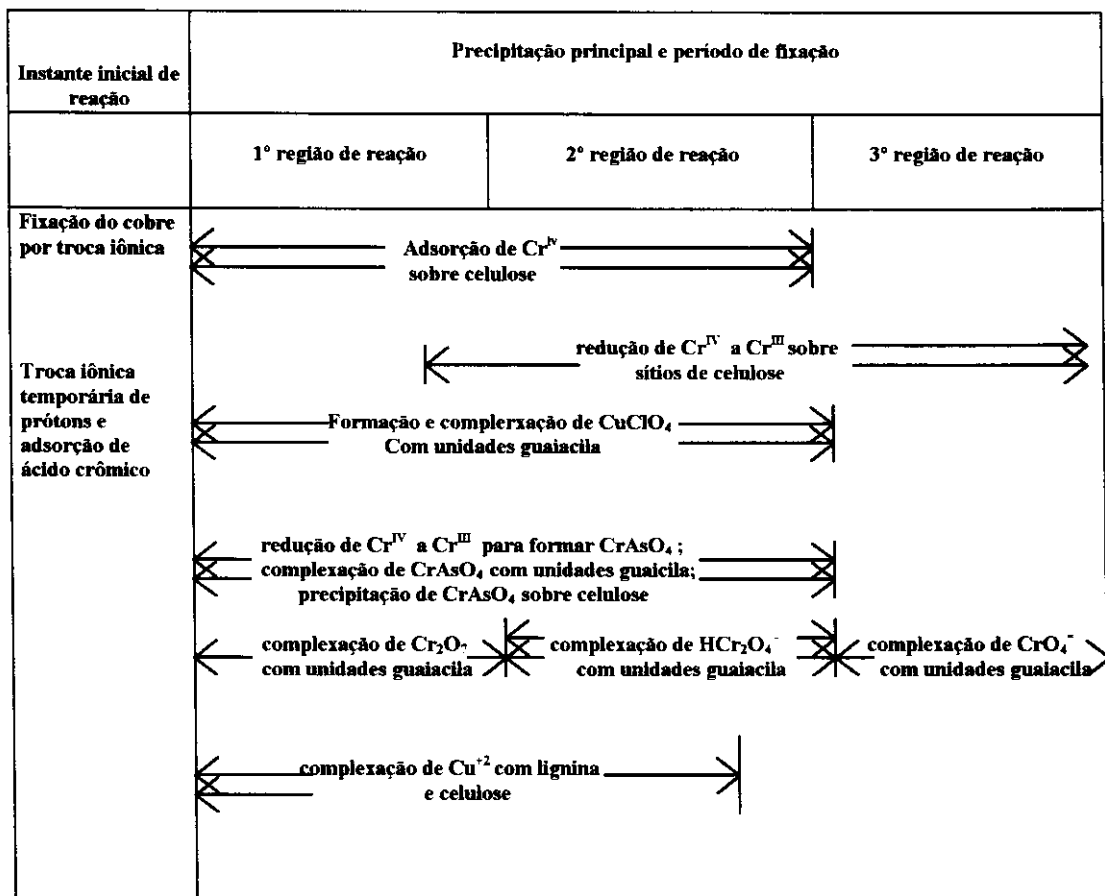 Precipitação principal e período de fixação
Instante inicial de
reação
1º região de reação
2º região de reação
3º região de reação
Fixação do cobre
por troca iônica
Adsorção de Cr^IV
sobre celulose
redução de Cr^IV a Cr^III sobre
sítios de celulose
Troca iônica
temporária de
prótons e
adsorção de
ácido crômico
Formação e complerxação de CuClO₄
Com unidades guaiacila
redução de Cr^IV a Cr^III para formar CrAsO₄ ;
complexação de CrAsO₄ com unidades guaicila;
precipitação de CrAsO₄ sobre celulose
complexação de Cr₂O₇
com unidades guaiacila
complexação de HCr₂O₄⁻
com unidades guaiacila
complexação de CrO₄⁻
com unidades guaiacila
complexação de Cu⁺² com lignina
e celulose